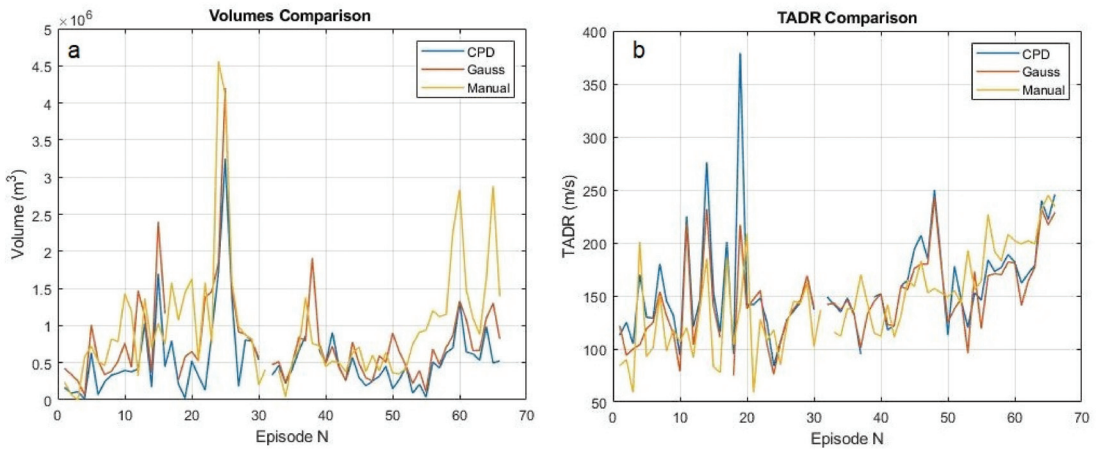 Volumes Comparison
×10^6
a
CPD
Gauss
Manual
5
4.5
4
3.5
3
2.5
2
1.5
1
0.5
0
0 10 20 30 40 50 60 70
Volume (m³)
Episode N
TADR Comparison
b
CPD
Gauss
Manual
400
350
300
250
200
150
100
50
0 10 20 30 40 50 60 70
TADR (m/s)
Episode N